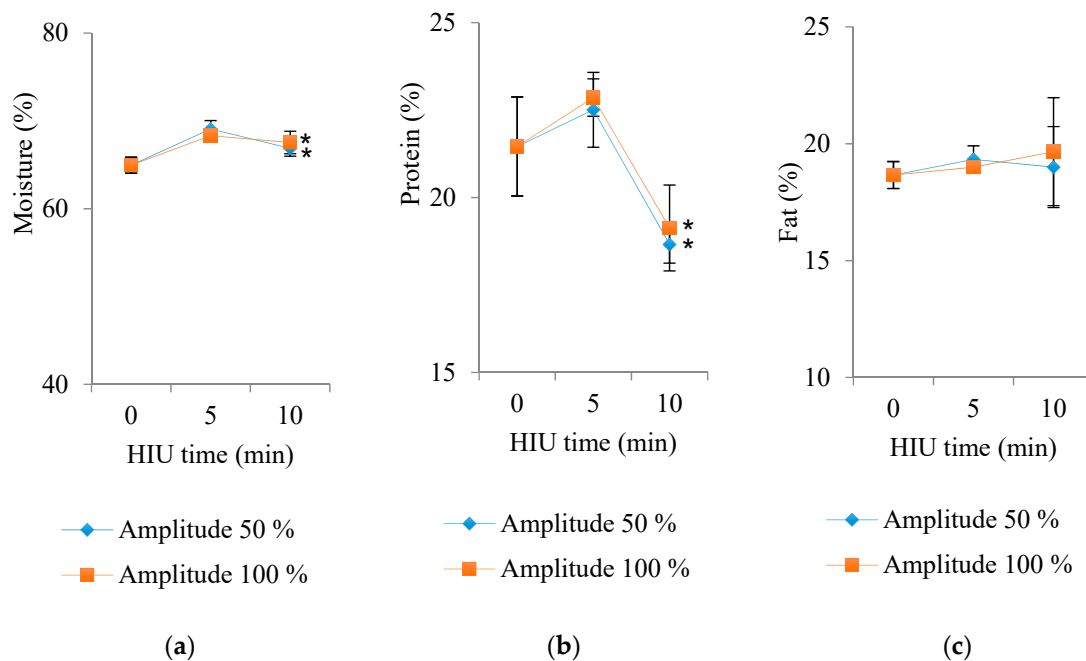 Moisture (%)
80
60
40
0 5 10
HIU time (min)
* 
*
Amplitude 50 %
Amplitude 100 %
(a)
Protein (%)
25
20
15
0 5 10
HIU time (min)
*
*
Amplitude 50 %
Amplitude 100 %
(b)
Fat (%)
25
20
15
10
0 5 10
HIU time (min)
Amplitude 50 %
Amplitude 100 %
(c)